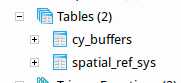 Tables (2)
cy_buffers
spatial_ref_sys